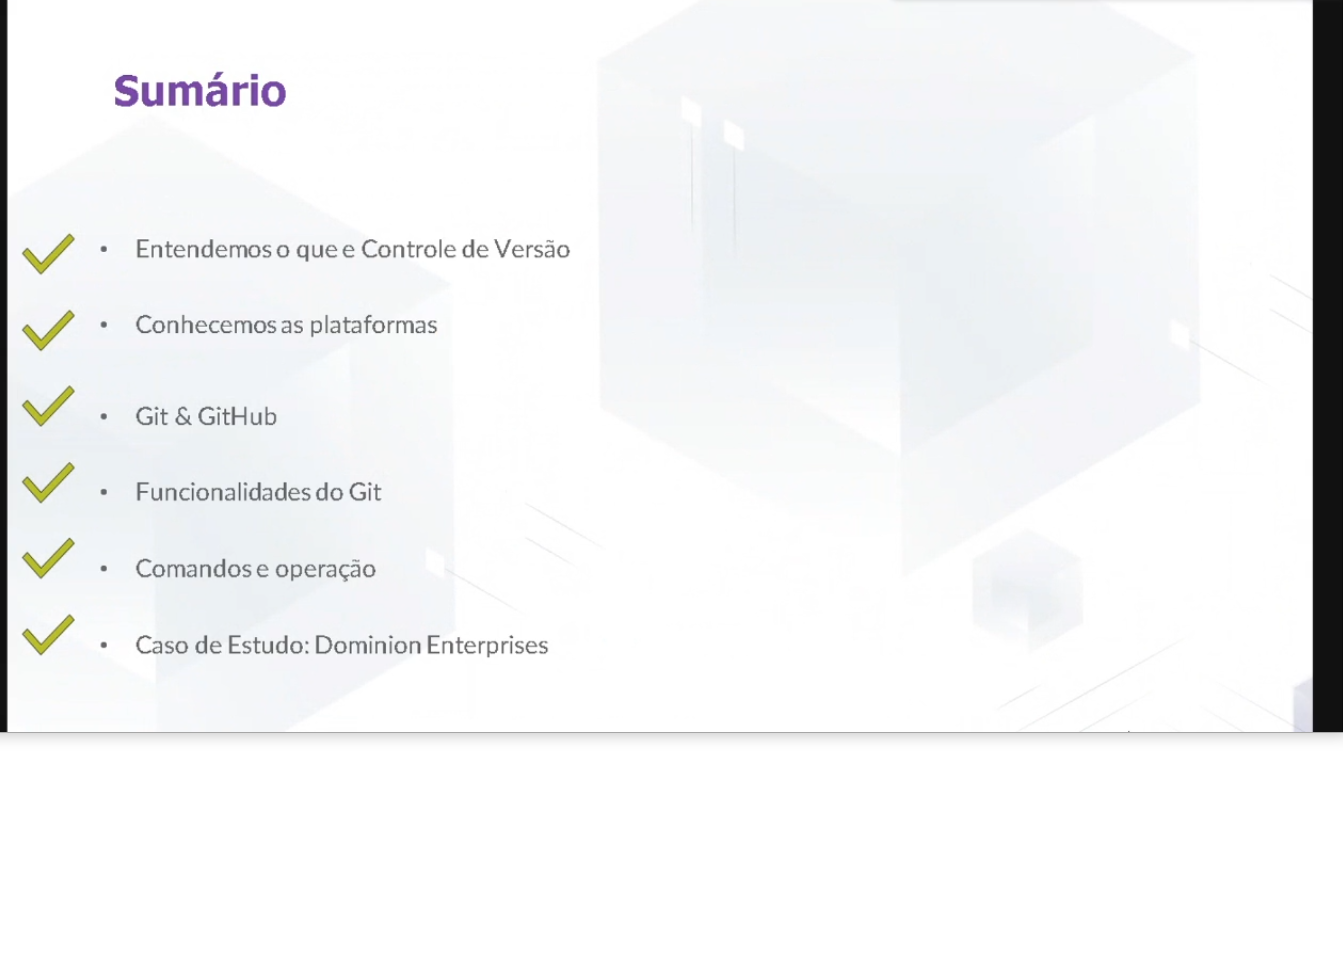 Sumário
• Entendemos o que e Controle de Versão
• Conhecemos as plataformas
• Git & GitHub
• Funcionalidades do Git
• Comandos e operação
• Caso de Estudo: Dominion Enterprises